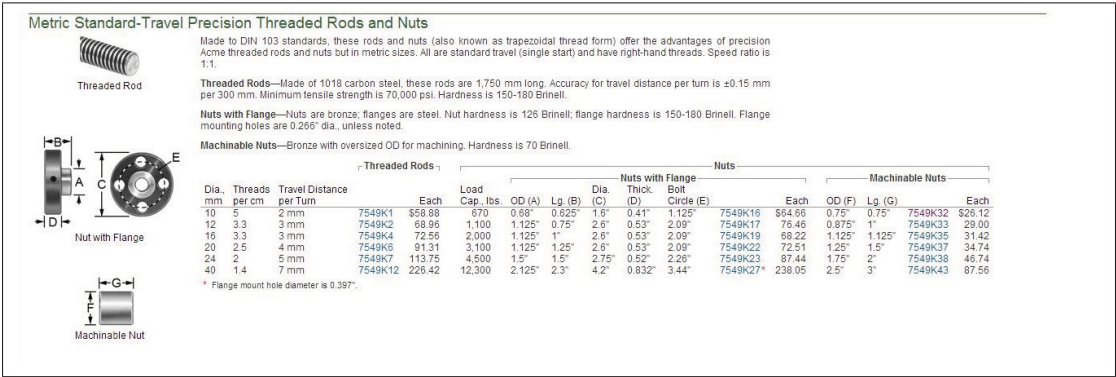 Metric Standard-Travel Precision Threaded Rods and Nuts
Made to DIN 103 standards, these rods and nuts (also known as trapezoidal thread form) offer the advantages of precision
Acme threaded rods and nuts but in metric sizes. All are standard travel (single start) and have right-hand threads. Speed ratio is
1:1.
Threaded Rod
Threaded Rods—Made of 1018 carbon steel, these rods are 1,750 mm long. Accuracy for travel distance per turn is ±0.15 mm
per 300 mm. Minimum tensile strength is 70,000 psi. Hardness is 150-180 Brinell.
Nuts with Flange—Nuts are bronze; flanges are steel. Nut hardness is 126 Brinell; flange hardness is 150-180 Brinell. Flange
mounting holes are 0.266" dia., unless noted.
Machinable Nuts—Bronze with oversized OD for machining. Hardness is 70 Brinell.
B
E
A
C
D
Nut with Flange
Threaded Rods Nuts
Nuts with Flange Machinable Nuts
Dia., Threads Travel Distance Load Dia. Thick. Bolt
mm per cm per Turn Each Cap., lbs. OD (A) Lg. (B) (C) (D) Circle (E) Each OD (F) Lg. (G) Each
10 5 2 mm 7549K1 $58.88 670 0.68" 0.625" 1.6" 0.41" 1.125" 7549K16 $64.66 0.75" 0.75" 7549K32 $26.12
12 3.3 3 mm 7549K2 68.96 1,100 1.125" 0.75" 2.6" 0.53" 2.09" 7549K17 76.46 0.875" 1" 7549K33 29.00
16 3.3 3 mm 7549K4 72.56 2,000 1.125" 1" 2.6" 0.53" 2.09" 7549K19 68.22 1.125" 1.125" 7549K35 31.42
20 2.5 4 mm 7549K6 91.31 3,100 1.125" 1.25" 2.6" 0.53" 2.09" 7549K22 72.51 1.25" 1.5" 7549K37 34.74
24 2 5 mm 7549K7 113.75 4,500 1.5" 1.5" 2.75" 0.52" 2.26" 7549K23 87.44 1.75" 2" 7549K38 46.74
40 1.4 7 mm 7549K12 226.42 12,300 2.125" 2.3" 4.2" 0.832" 3.44" 7549K27* 238.05 2.5" 3" 7549K43 87.56
* Flange mount hole diameter is 0.397".
G
F
Machinable Nut